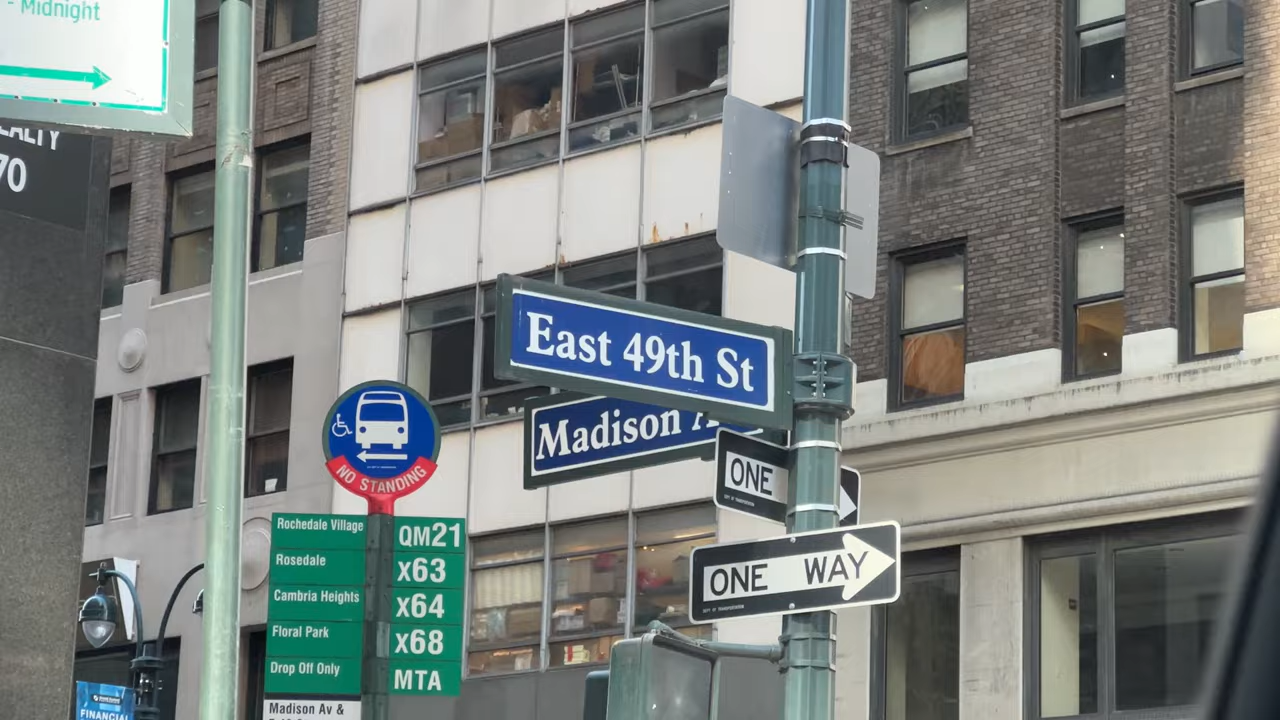 - Midnight
70
East 49th St
Madison
ONE
ONE WAY
NO STANDING
Rochedale Village
QM21
Rosedale
X63
Cambria Heights
X64
Floral Park
X68
Drop Off Only
MTA
Madison Av &
FINANCIAL